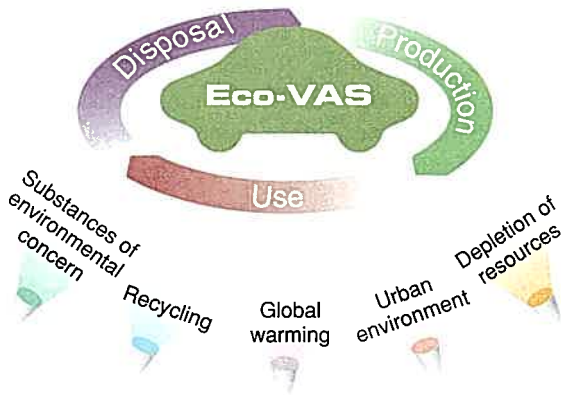 Disposal
Production
Eco-VAS
Use
Substances of
environmental
concern
Recycling
Global
warming
Urban
environment
Depletion of
resources